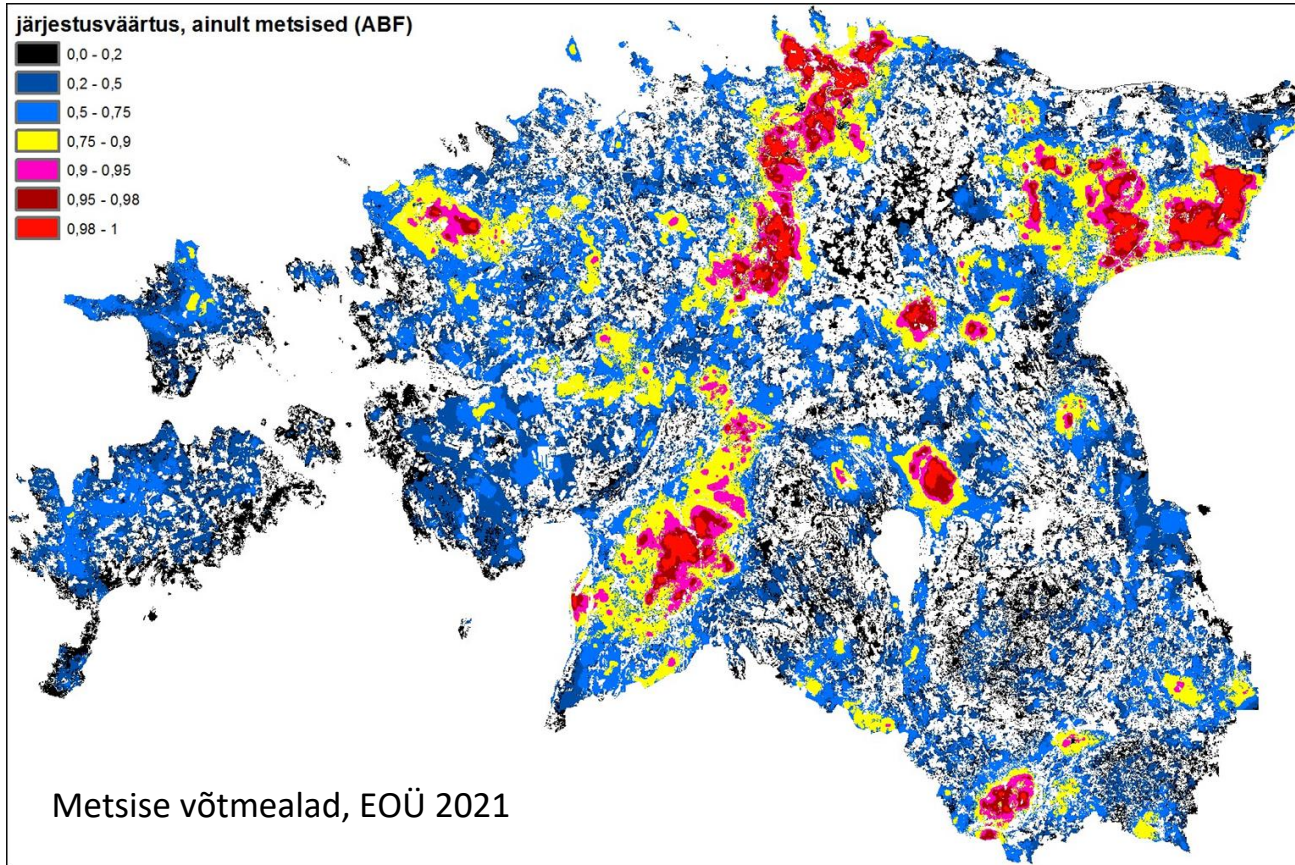 järjestusväärtus, ainult metsised (ABF)
0,0 - 0,2
0,2 - 0,5
0,5 - 0,75
0,75 - 0,9
0,9 - 0,95
0,95 - 0,98
0,98 - 1
Metsise võtmealad, EOÜ 2021